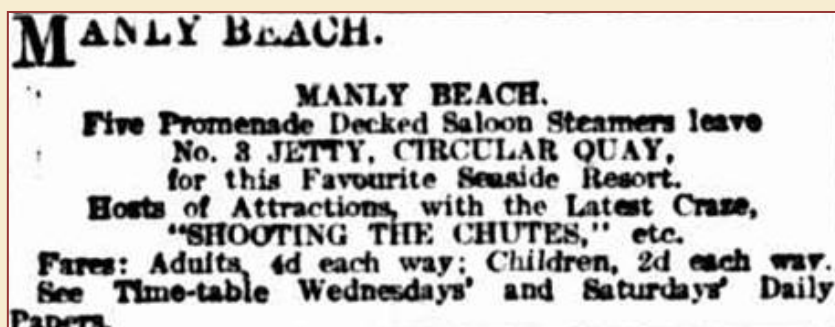 MANLY BEACH.
MANLY BEACH.
Five Promenade Decked Saloon Steamers leave
No. 3 JETTY, CIRCULAR QUAY,
for this Favourite Seaside Resort.
Hosts of Attractions, with the Latest Craze,
"SHOOTING THE CHUTES," etc.
Fares: Adults, 4d each way; Children, 2d each way.
See Time-table Wednesdays' and Saturdays' Daily
Papers.